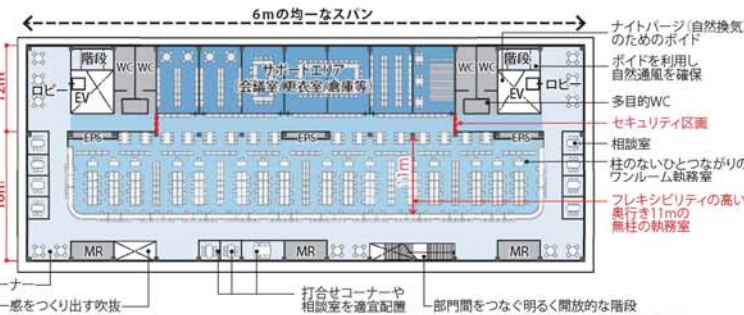 6mの均一なスパン
ナイトパージ(自然換気
のためのボイド
階段
WC
WC
サポートエリア
会議室/更衣室/倉庫等
WC
WC
階段
ボイドを利用し
自然通風を確保
12m
ロビー
EV
EV
ロビー
多目的WC
セキュリティ区画
EPS
EPS
EPS
相談室
柱のないひとつながりの
ワンルーム執務室
11m
フレキシビリティの高い
奥行き11mの
無柱の執務室
MR
MR
MR
ーナー
一感をつくり出す吹抜
打合せコーナーや
相談室を適宜配置
部門間をつなぐ明るく開放的な階段